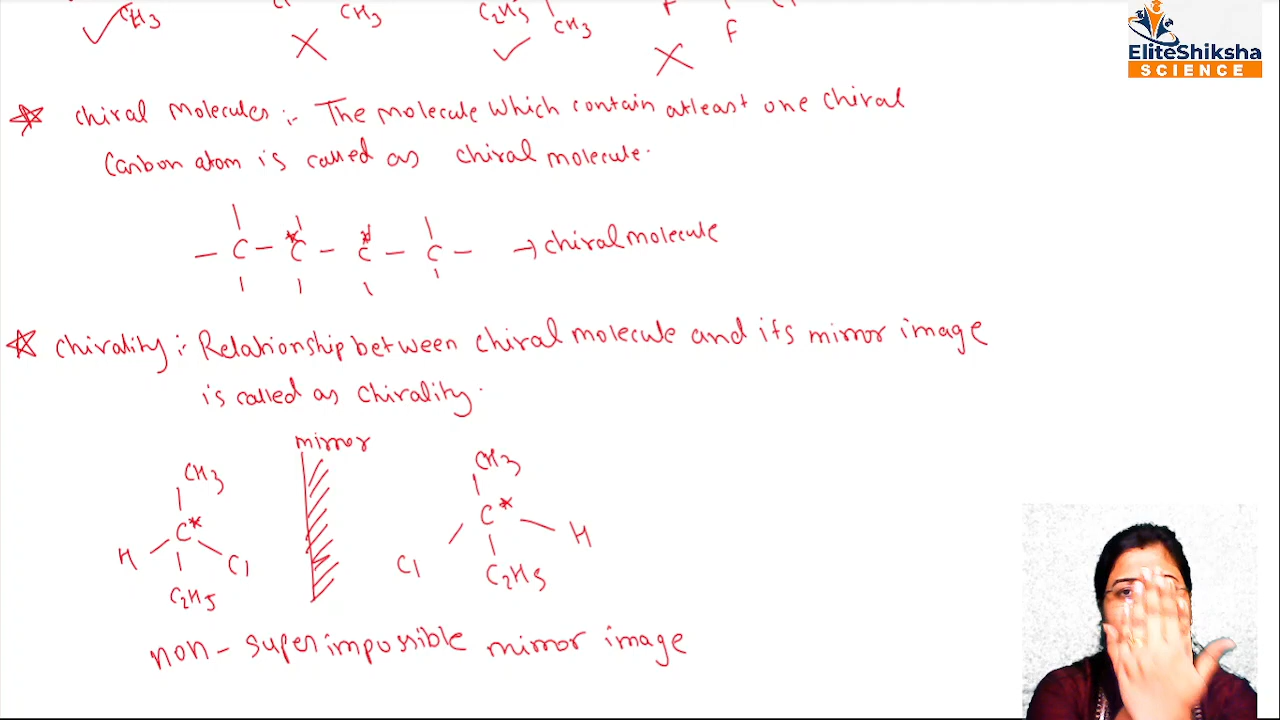 CH3
CH3
C2H5
CH3
F
EliteShiksha
SCIENCE
chiral molecules :- The molecule which contain atleast one chiral
Carbon atom is called as chiral molecule.
- C - C* - C* - C - → chiral molecule
chirality :- Relationship between chiral molecule and its mirror image
is called as chirality.
mirror
CH3
C*
H
Cl
C2H5
CH3
C*
Cl
H
C2H5
non-superimpossible mirror image